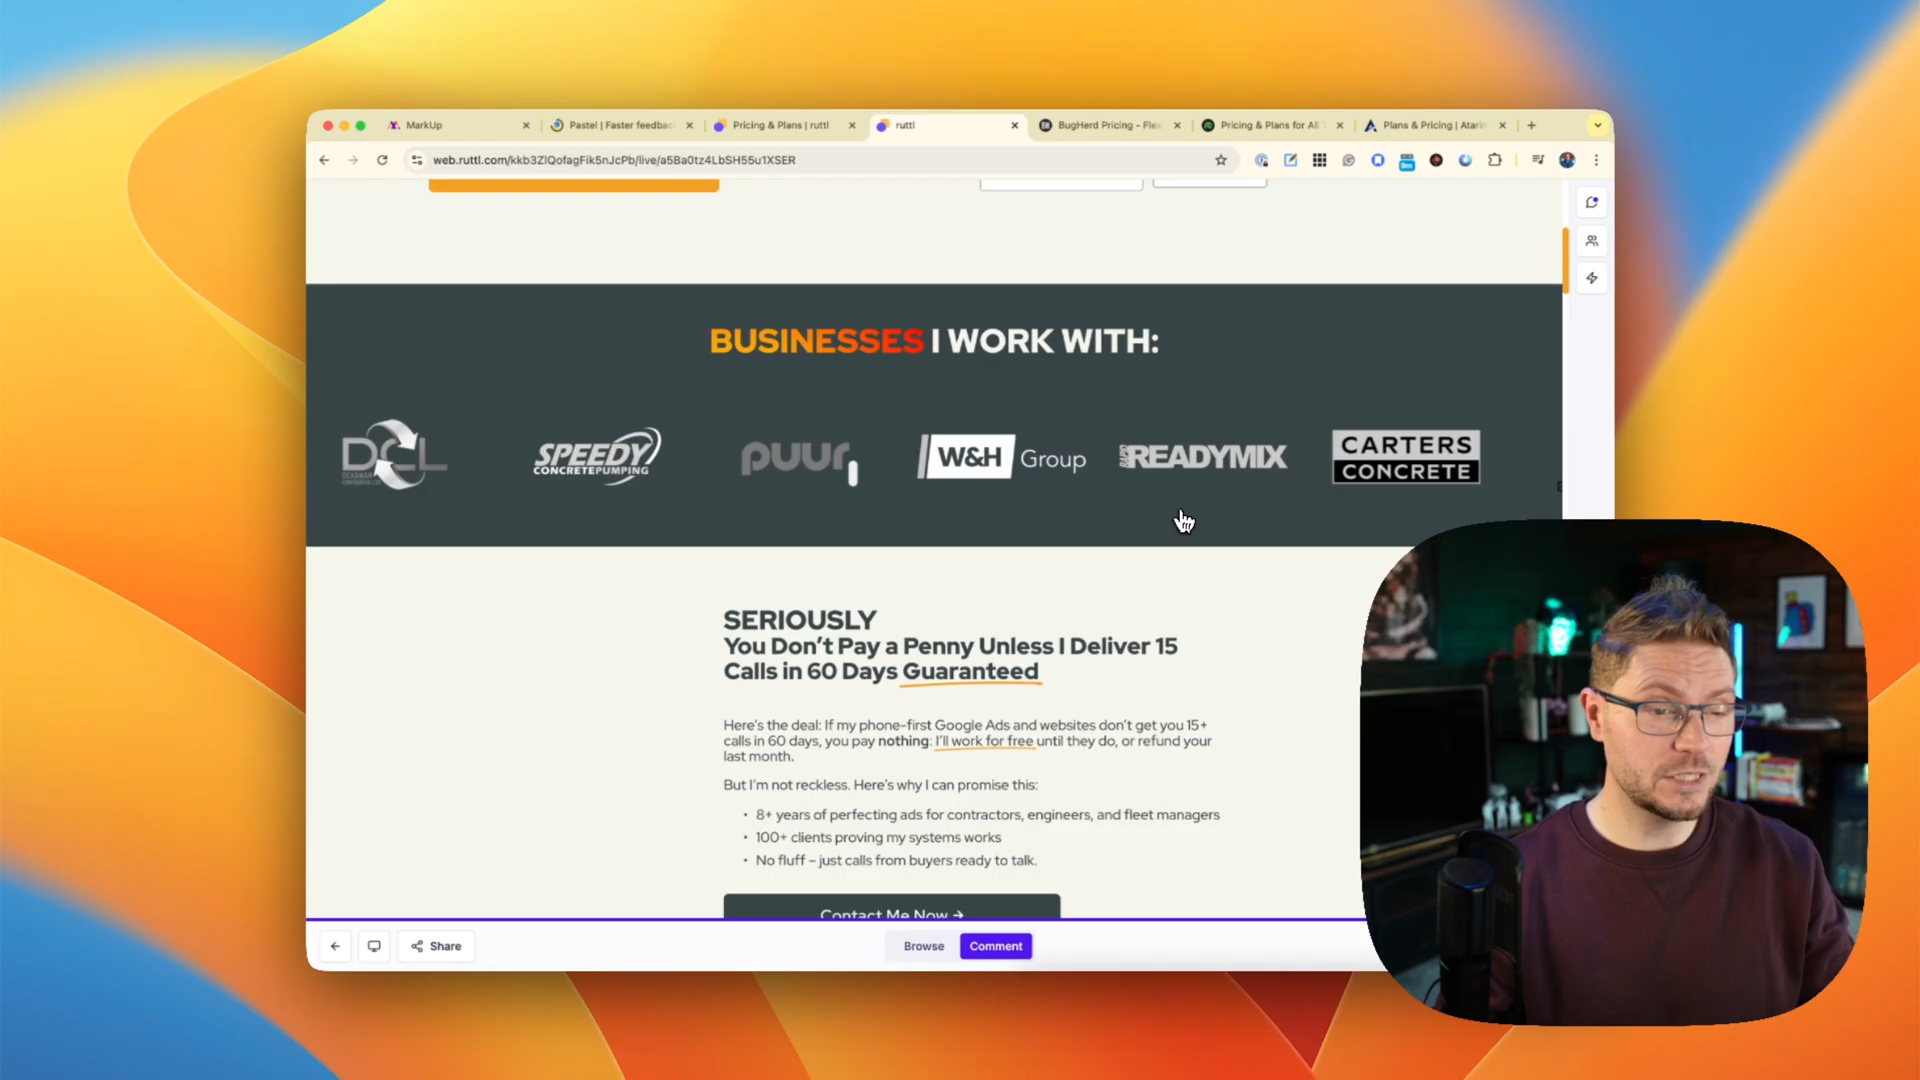 MarkUp
Pastel | Faster feedbac
Pricing & Plans | ruttl
ruttl
BugHerd Pricing - Flex
Pricing & Plans for All
Plans & Pricing | Atarim
web.ruttl.com/kkb3ZlQofagFik5nJcPb/live/a5Ba0tz4LbSH55u1XSER
9m
BUSINESSES I WORK WITH:
DCL
SPEEDY
CONCRETEPUMPING
puur
W&H Group
RAPID READYMIX
CARTERS
CONCRETE
SERIOUSLY
You Don't Pay a Penny Unless I Deliver 15
Calls in 60 Days Guaranteed
Here's the deal: If my phone-first Google Ads and websites don't get you 15+
calls in 60 days, you pay nothing: I'll work for free until they do, or refund your
last month.
But I'm not reckless. Here's why I can promise this:
• 8+ years of perfecting ads for contractors, engineers, and fleet managers
• 100+ clients proving my systems works
• No fluff – just calls from buyers ready to talk.
Contact Me Now →
Share
Browse
Comment